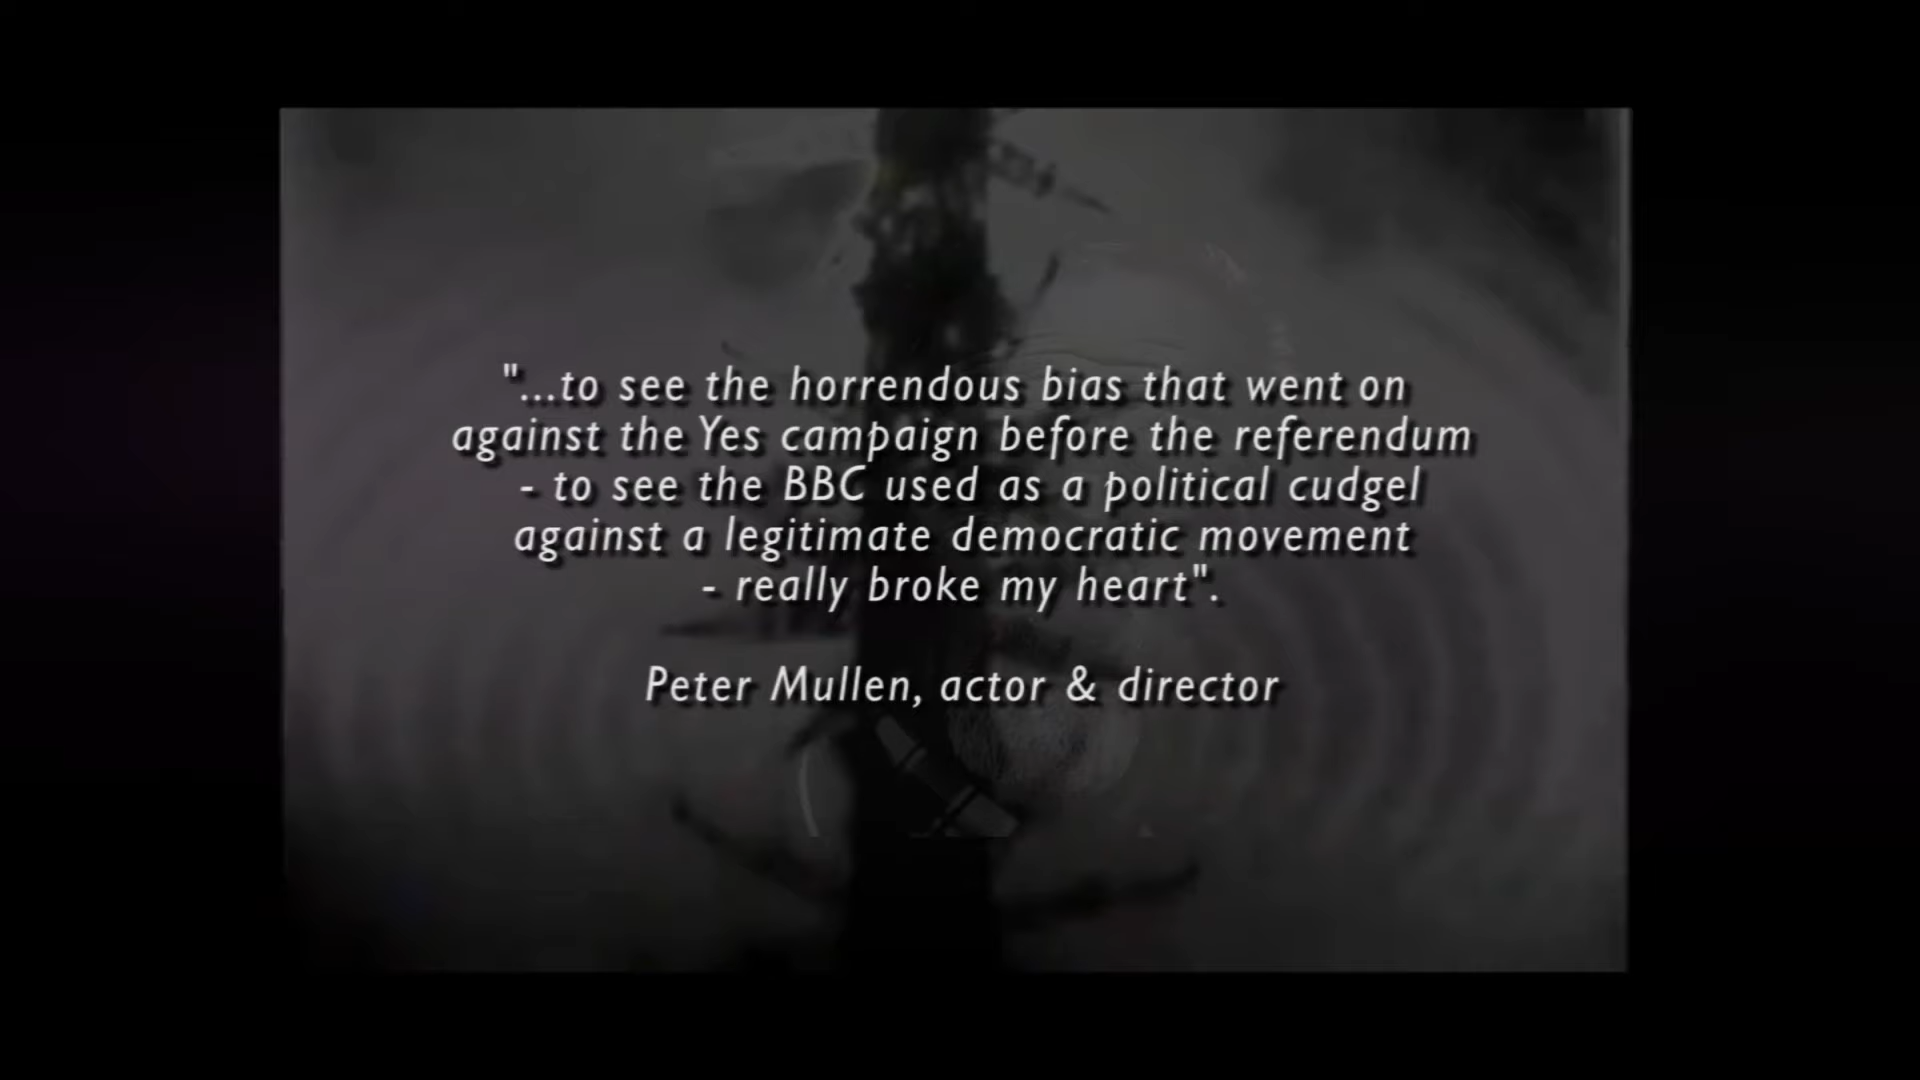 "...to see the horrendous bias that went on
against the Yes campaign before the referendum
- to see the BBC used as a political cudgel
against a legitimate democratic movement
- really broke my heart".
Peter Mullen, actor & director